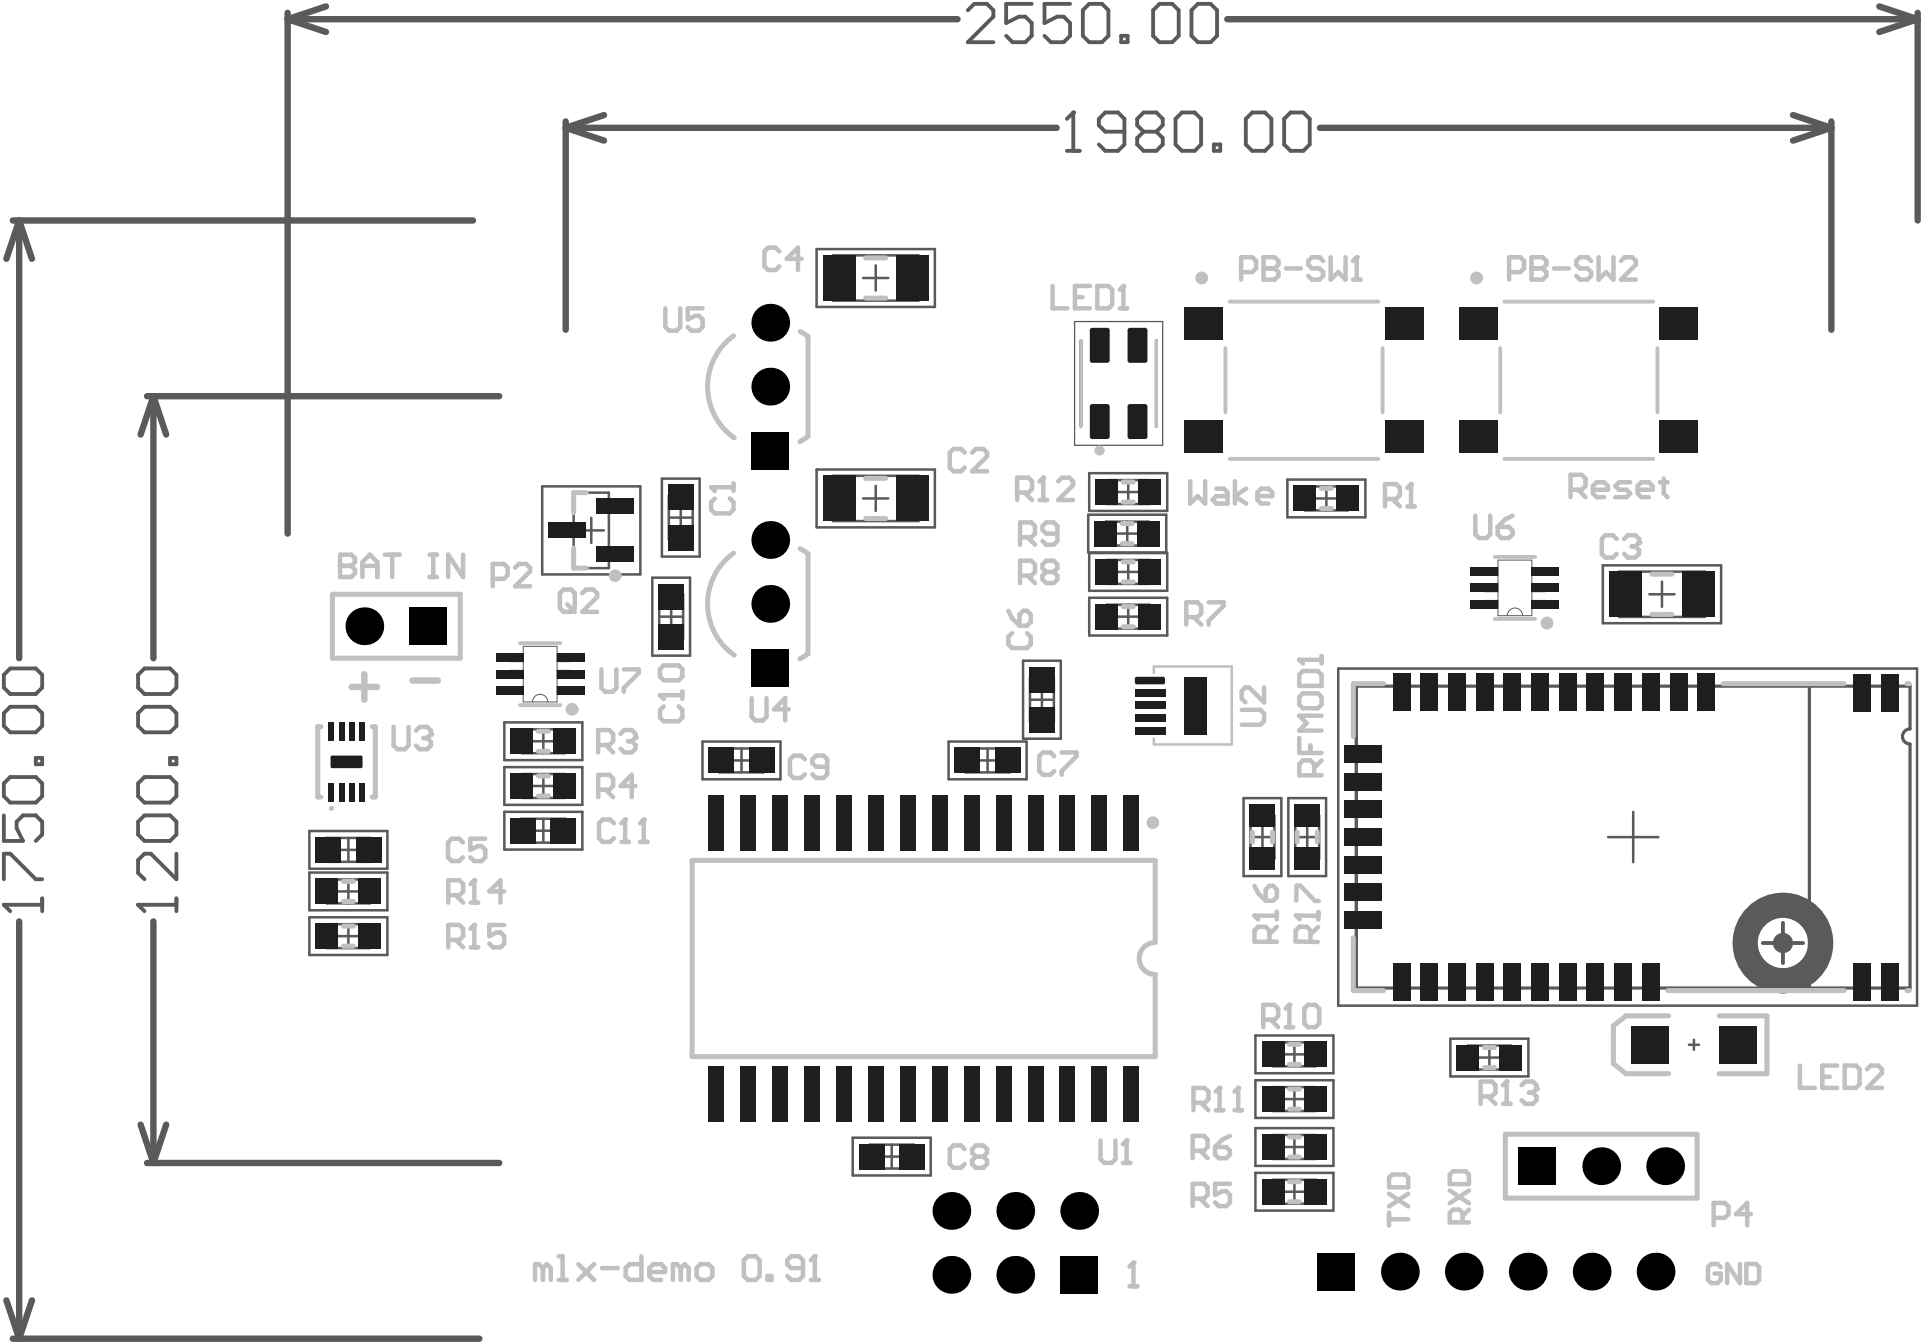 2550.00
1980.00
1750.00
1200.00
C4
PB-SW1
PB-SW2
LED1
U5
C2
C1
R12
Wake
R1
Reset
R9
U6
C3
BAT IN
P2
Q2
R8
R7
C6
+ -
U7
C10
U4
U2
RFMOD1
U3
R3
C9
C7
R4
C11
C5
R14
R15
R16
R17
R10
R13
LED2
R11
R6
R5
C8
U1
TXD
RXD
P4
mlx-demo 0.91
1
GND